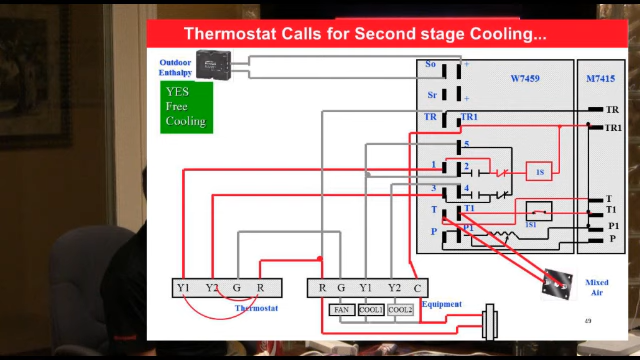 Thermostat Calls for Second stage Cooling...
Outdoor
Enthalpy
YES
Free
Cooling
So +
W7459
M7415
Sr +
TR TR1
TR
TR1
5
1 2
1S
3 4
T T1
1S1
T
T1
P P1
P1
P
Mixed
Air
Y1 Y2 G R
Thermostat
R G Y1 Y2 C
Equipment
FAN COOL1 COOL2